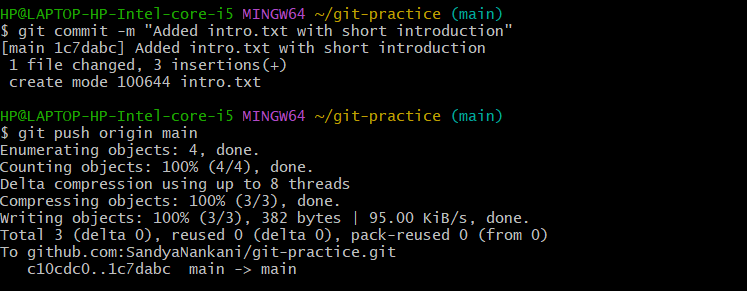 HP@LAPTOP-HP-Intel-core-i5 MINGW64 ~/git-practice (main)
$ git commit -m "Added intro.txt with short introduction"
[main 1c7dabc] Added intro.txt with short introduction
 1 file changed, 3 insertions(+)
 create mode 100644 intro.txt

HP@LAPTOP-HP-Intel-core-i5 MINGW64 ~/git-practice (main)
$ git push origin main
Enumerating objects: 4, done.
Counting objects: 100% (4/4), done.
Delta compression using up to 8 threads
Compressing objects: 100% (3/3), done.
Writing objects: 100% (3/3), 382 bytes | 95.00 KiB/s, done.
Total 3 (delta 0), reused 0 (delta 0), pack-reused 0 (from 0)
To github.com:SandyaNankani/git-practice.git
   c10cdc0..1c7dabc  main -> main